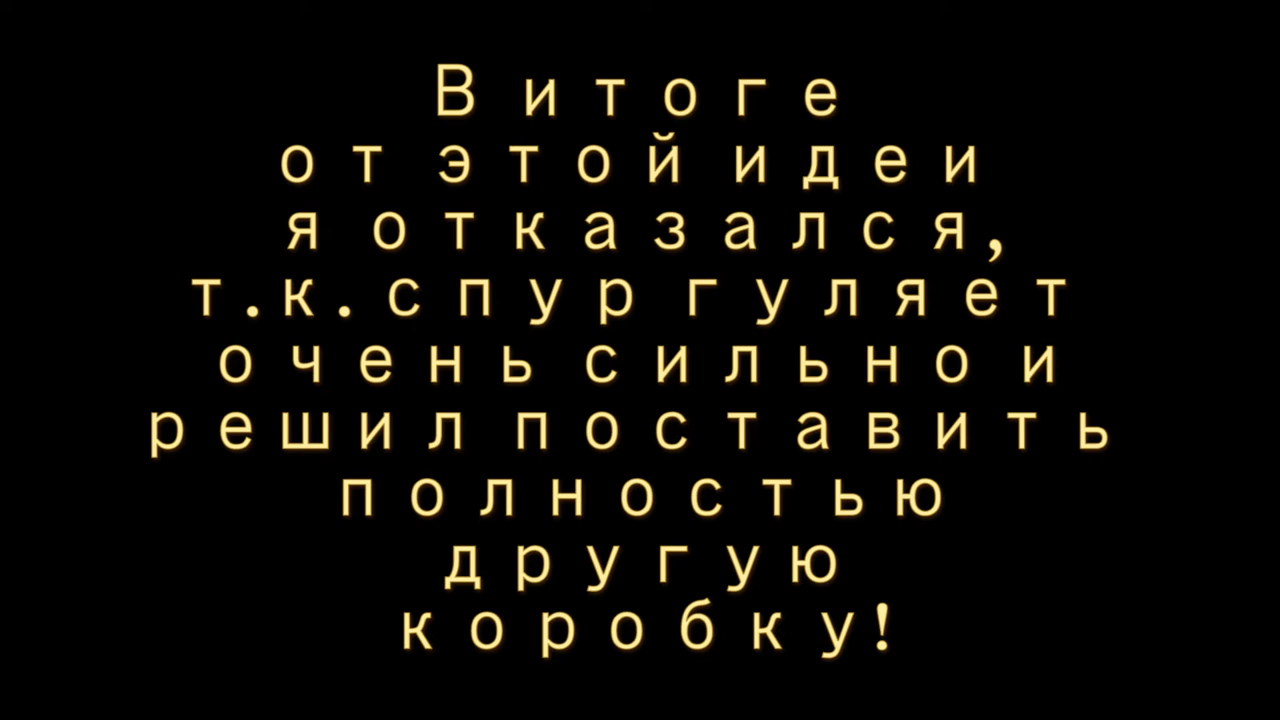 В итоге
от этой идеи
я отказался,
т.к. спур гуляет
очень сильно и
решил поставить
полностью
другую
коробку!